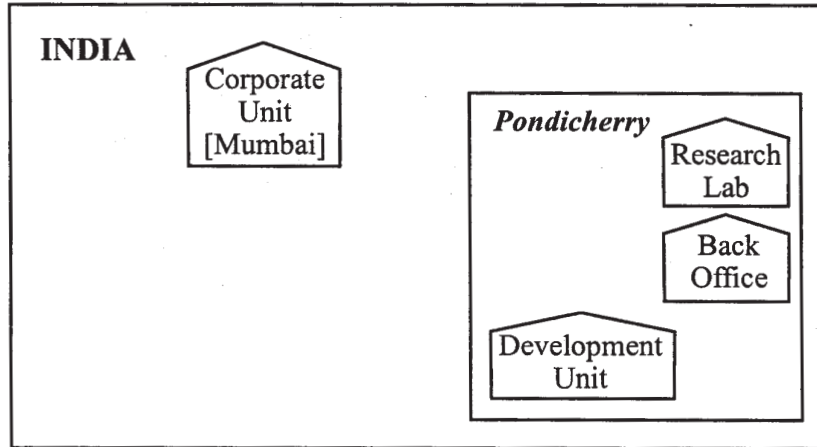 INDIA
Corporate
Unit
[Mumbai]
Pondicherry
Research
Lab
Back
Office
Development
Unit